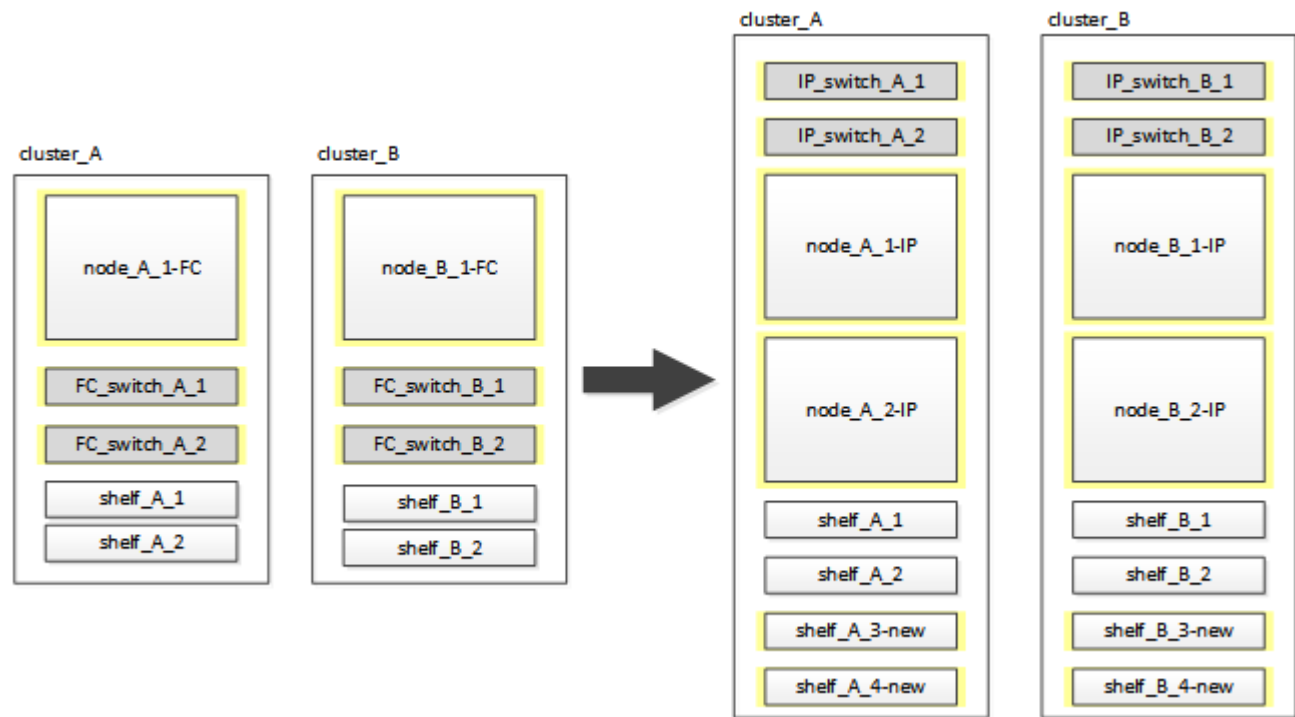 cluster_A
node_A_1-FC
FC_switch_A_1
FC_switch_A_2
shelf_A_1
shelf_A_2
cluster_B
node_B_1-FC
FC_switch_B_1
FC_switch_B_2
shelf_B_1
shelf_B_2
cluster_A
IP_switch_A_1
IP_switch_A_2
node_A_1-IP
node_A_2-IP
shelf_A_1
shelf_A_2
shelf_A_3-new
shelf_A_4-new
cluster_B
IP_switch_B_1
IP_switch_B_2
node_B_1-IP
node_B_2-IP
shelf_B_1
shelf_B_2
shelf_B_3-new
shelf_B_4-new